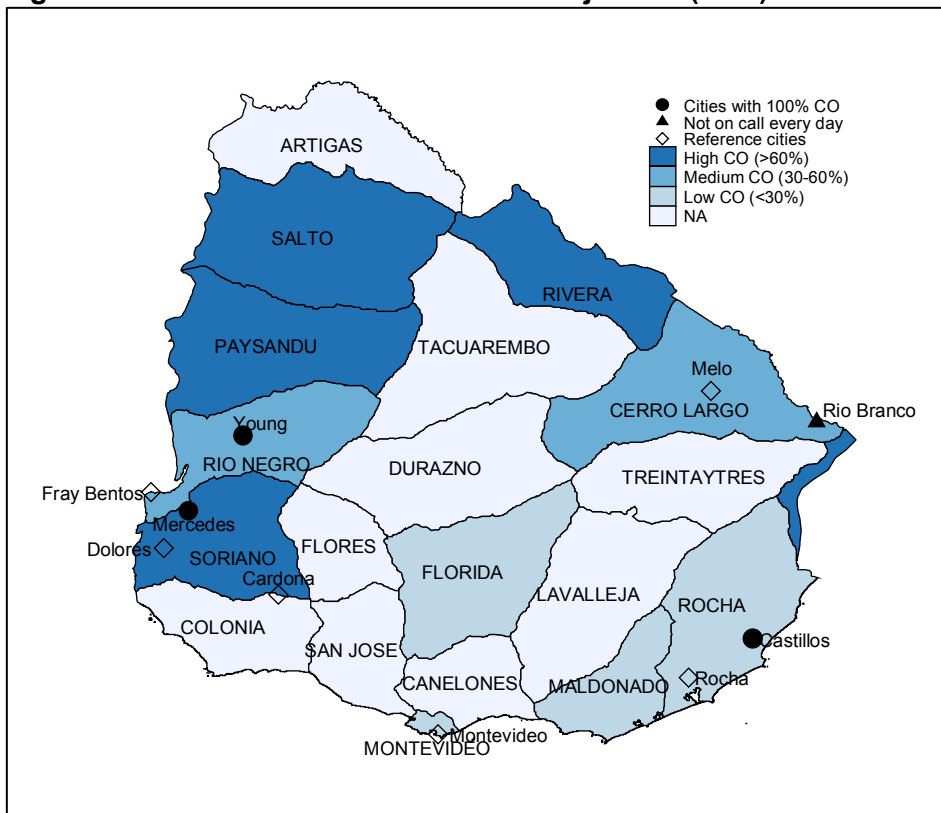 Cities with 100% CO
Not on call every day
Reference cities
High CO (>60%)
Medium CO (30-60%)
Low CO (<30%)
NA
ARTIGAS
SALTO
RIVERA
PAYSANDU
TACUAREMBO
Melo
CERRO LARGO
Rio Branco
Young
RIO NEGRO
DURAZNO
TREINTAYTRES
Fray Bentos
Mercedes
Dolores
SORIANO
FLORES
Cardona
FLORIDA
LAVALLEJA
ROCHA
COLONIA
SAN JOSE
Castillos
CANELONES
MALDONADO
Rocha
Montevideo
MONTEVIDEO